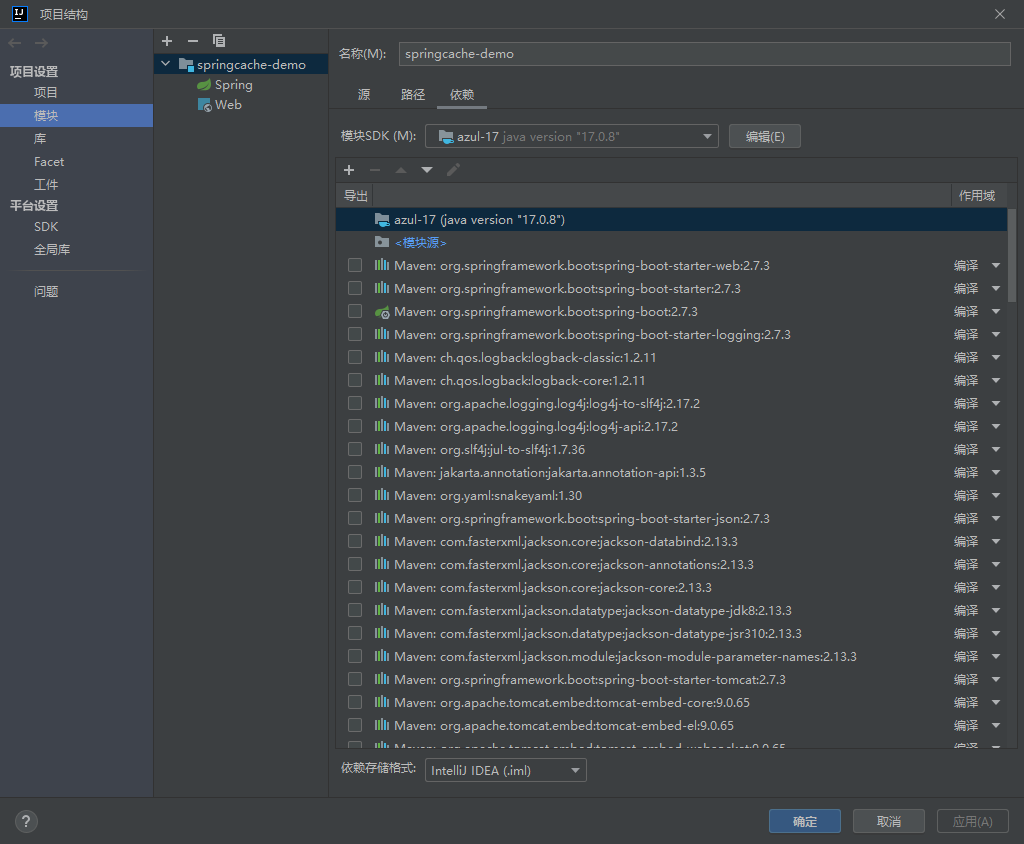 项目结构
项目设置
项目
模块
库
Facet
工件
平台设置
SDK
全局库
问题
springcache-demo
Spring
Web
名称(M): springcache-demo
源 路径 依赖
模块SDK (M): azul-17 java version "17.0.8" 编辑(E)
导出 作用域
azul-17 (java version "17.0.8")
<模块源>
Maven: org.springframework.boot:spring-boot-starter-web:2.7.3 编译
Maven: org.springframework.boot:spring-boot-starter:2.7.3 编译
Maven: org.springframework.boot:spring-boot:2.7.3 编译
Maven: org.springframework.boot:spring-boot-starter-logging:2.7.3 编译
Maven: ch.qos.logback:logback-classic:1.2.11 编译
Maven: ch.qos.logback:logback-core:1.2.11 编译
Maven: org.apache.logging.log4j:log4j-to-slf4j:2.17.2 编译
Maven: org.apache.logging.log4j:log4j-api:2.17.2 编译
Maven: org.slf4j:jul-to-slf4j:1.7.36 编译
Maven: jakarta.annotation:jakarta.annotation-api:1.3.5 编译
Maven: org.yaml:snakeyaml:1.30 编译
Maven: org.springframework.boot:spring-boot-starter-json:2.7.3 编译
Maven: com.fasterxml.jackson.core:jackson-databind:2.13.3 编译
Maven: com.fasterxml.jackson.core:jackson-annotations:2.13.3 编译
Maven: com.fasterxml.jackson.core:jackson-core:2.13.3 编译
Maven: com.fasterxml.jackson.datatype:jackson-datatype-jdk8:2.13.3 编译
Maven: com.fasterxml.jackson.datatype:jackson-datatype-jsr310:2.13.3 编译
Maven: com.fasterxml.jackson.module:jackson-module-parameter-names:2.13.3 编译
Maven: org.springframework.boot:spring-boot-starter-tomcat:2.7.3 编译
Maven: org.apache.tomcat.embed:tomcat-embed-core:9.0.65 编译
Maven: org.apache.tomcat.embed:tomcat-embed-el:9.0.65 编译
Maven: org.apache.tomcat.embed:tomcat-embed-websocket:9.0.65 编译
依赖存储格式: IntelliJ IDEA (.iml)
? 确定 取消 应用(A)